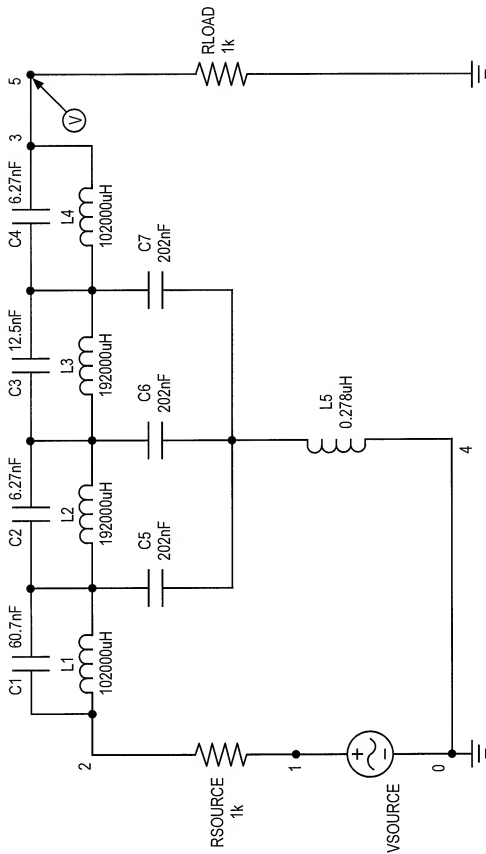 C1 60.7nF
C2 6.27nF
C3 12.5nF
C4 6.27nF
3
5
L1
102000uH
L2
192000uH
L3
192000uH
L4
102000uH
V
2
C5
202nF
C6
202nF
C7
202nF
RSOURCE
1k
RLOAD
1k
1
L5
0.278uH
+
−
VSOURCE
0
4